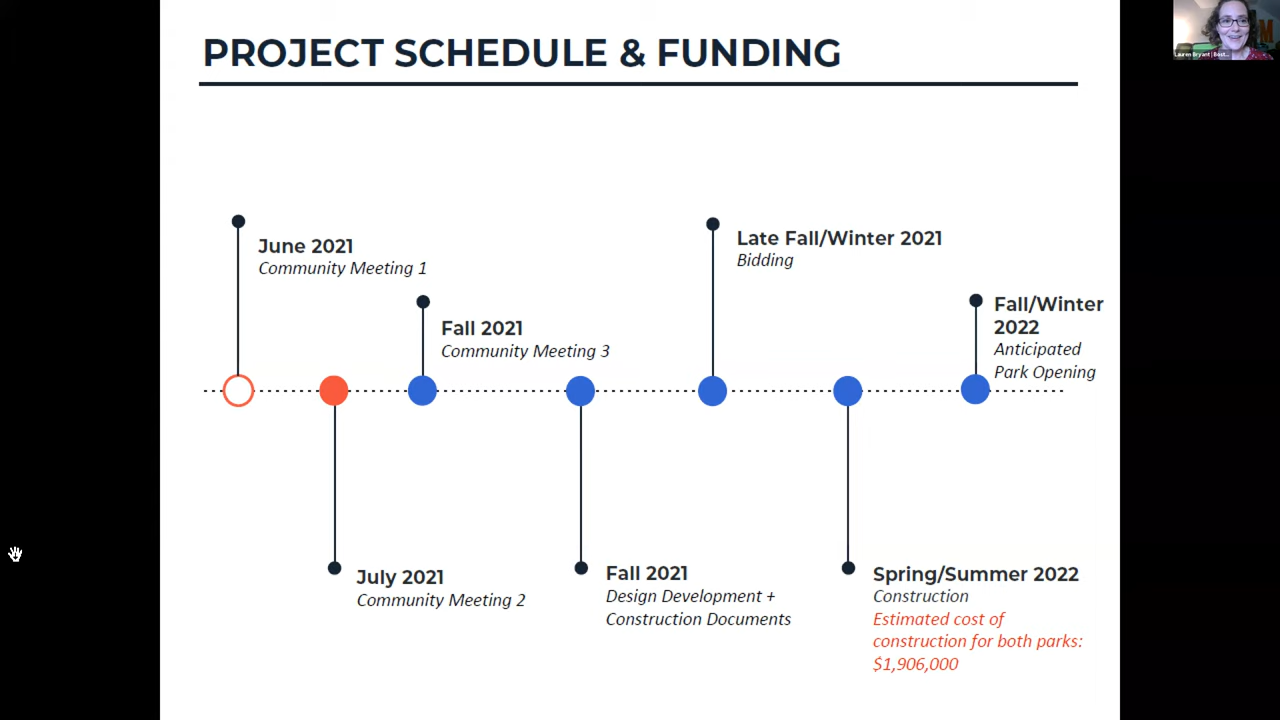 PROJECT SCHEDULE & FUNDING
June 2021
Community Meeting 1
Late Fall/Winter 2021
Bidding
Fall 2021
Community Meeting 3
Fall/Winter
2022
Anticipated
Park Opening
July 2021
Community Meeting 2
Fall 2021
Design Development +
Construction Documents
Spring/Summer 2022
Construction
Estimated cost of
construction for both parks:
$1,906,000
Lauren Bryant